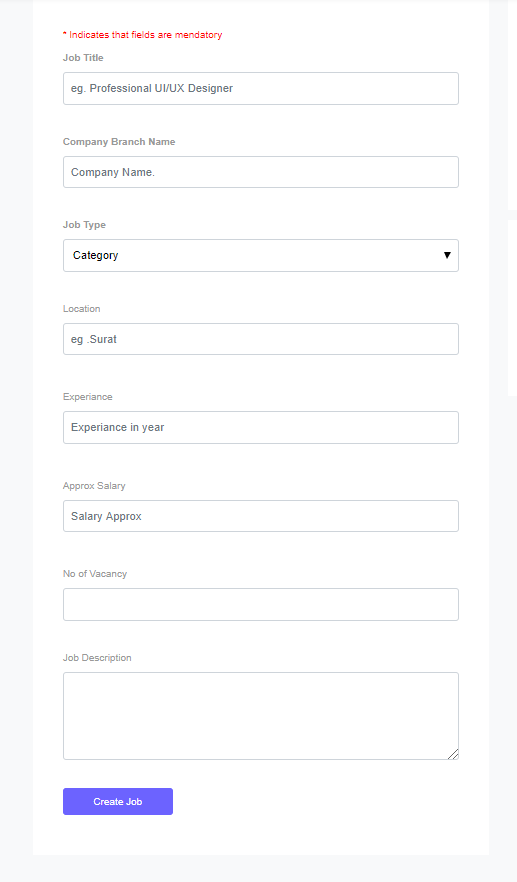 * Indicates that fields are mendatory
Job Title
eg. Professional UI/UX Designer
Company Branch Name
Company Name.
Job Type
Category
Location
eg .Surat
Experiance
Experiance in year
Approx Salary
Salary Approx
No of Vacancy
Job Description
Create Job